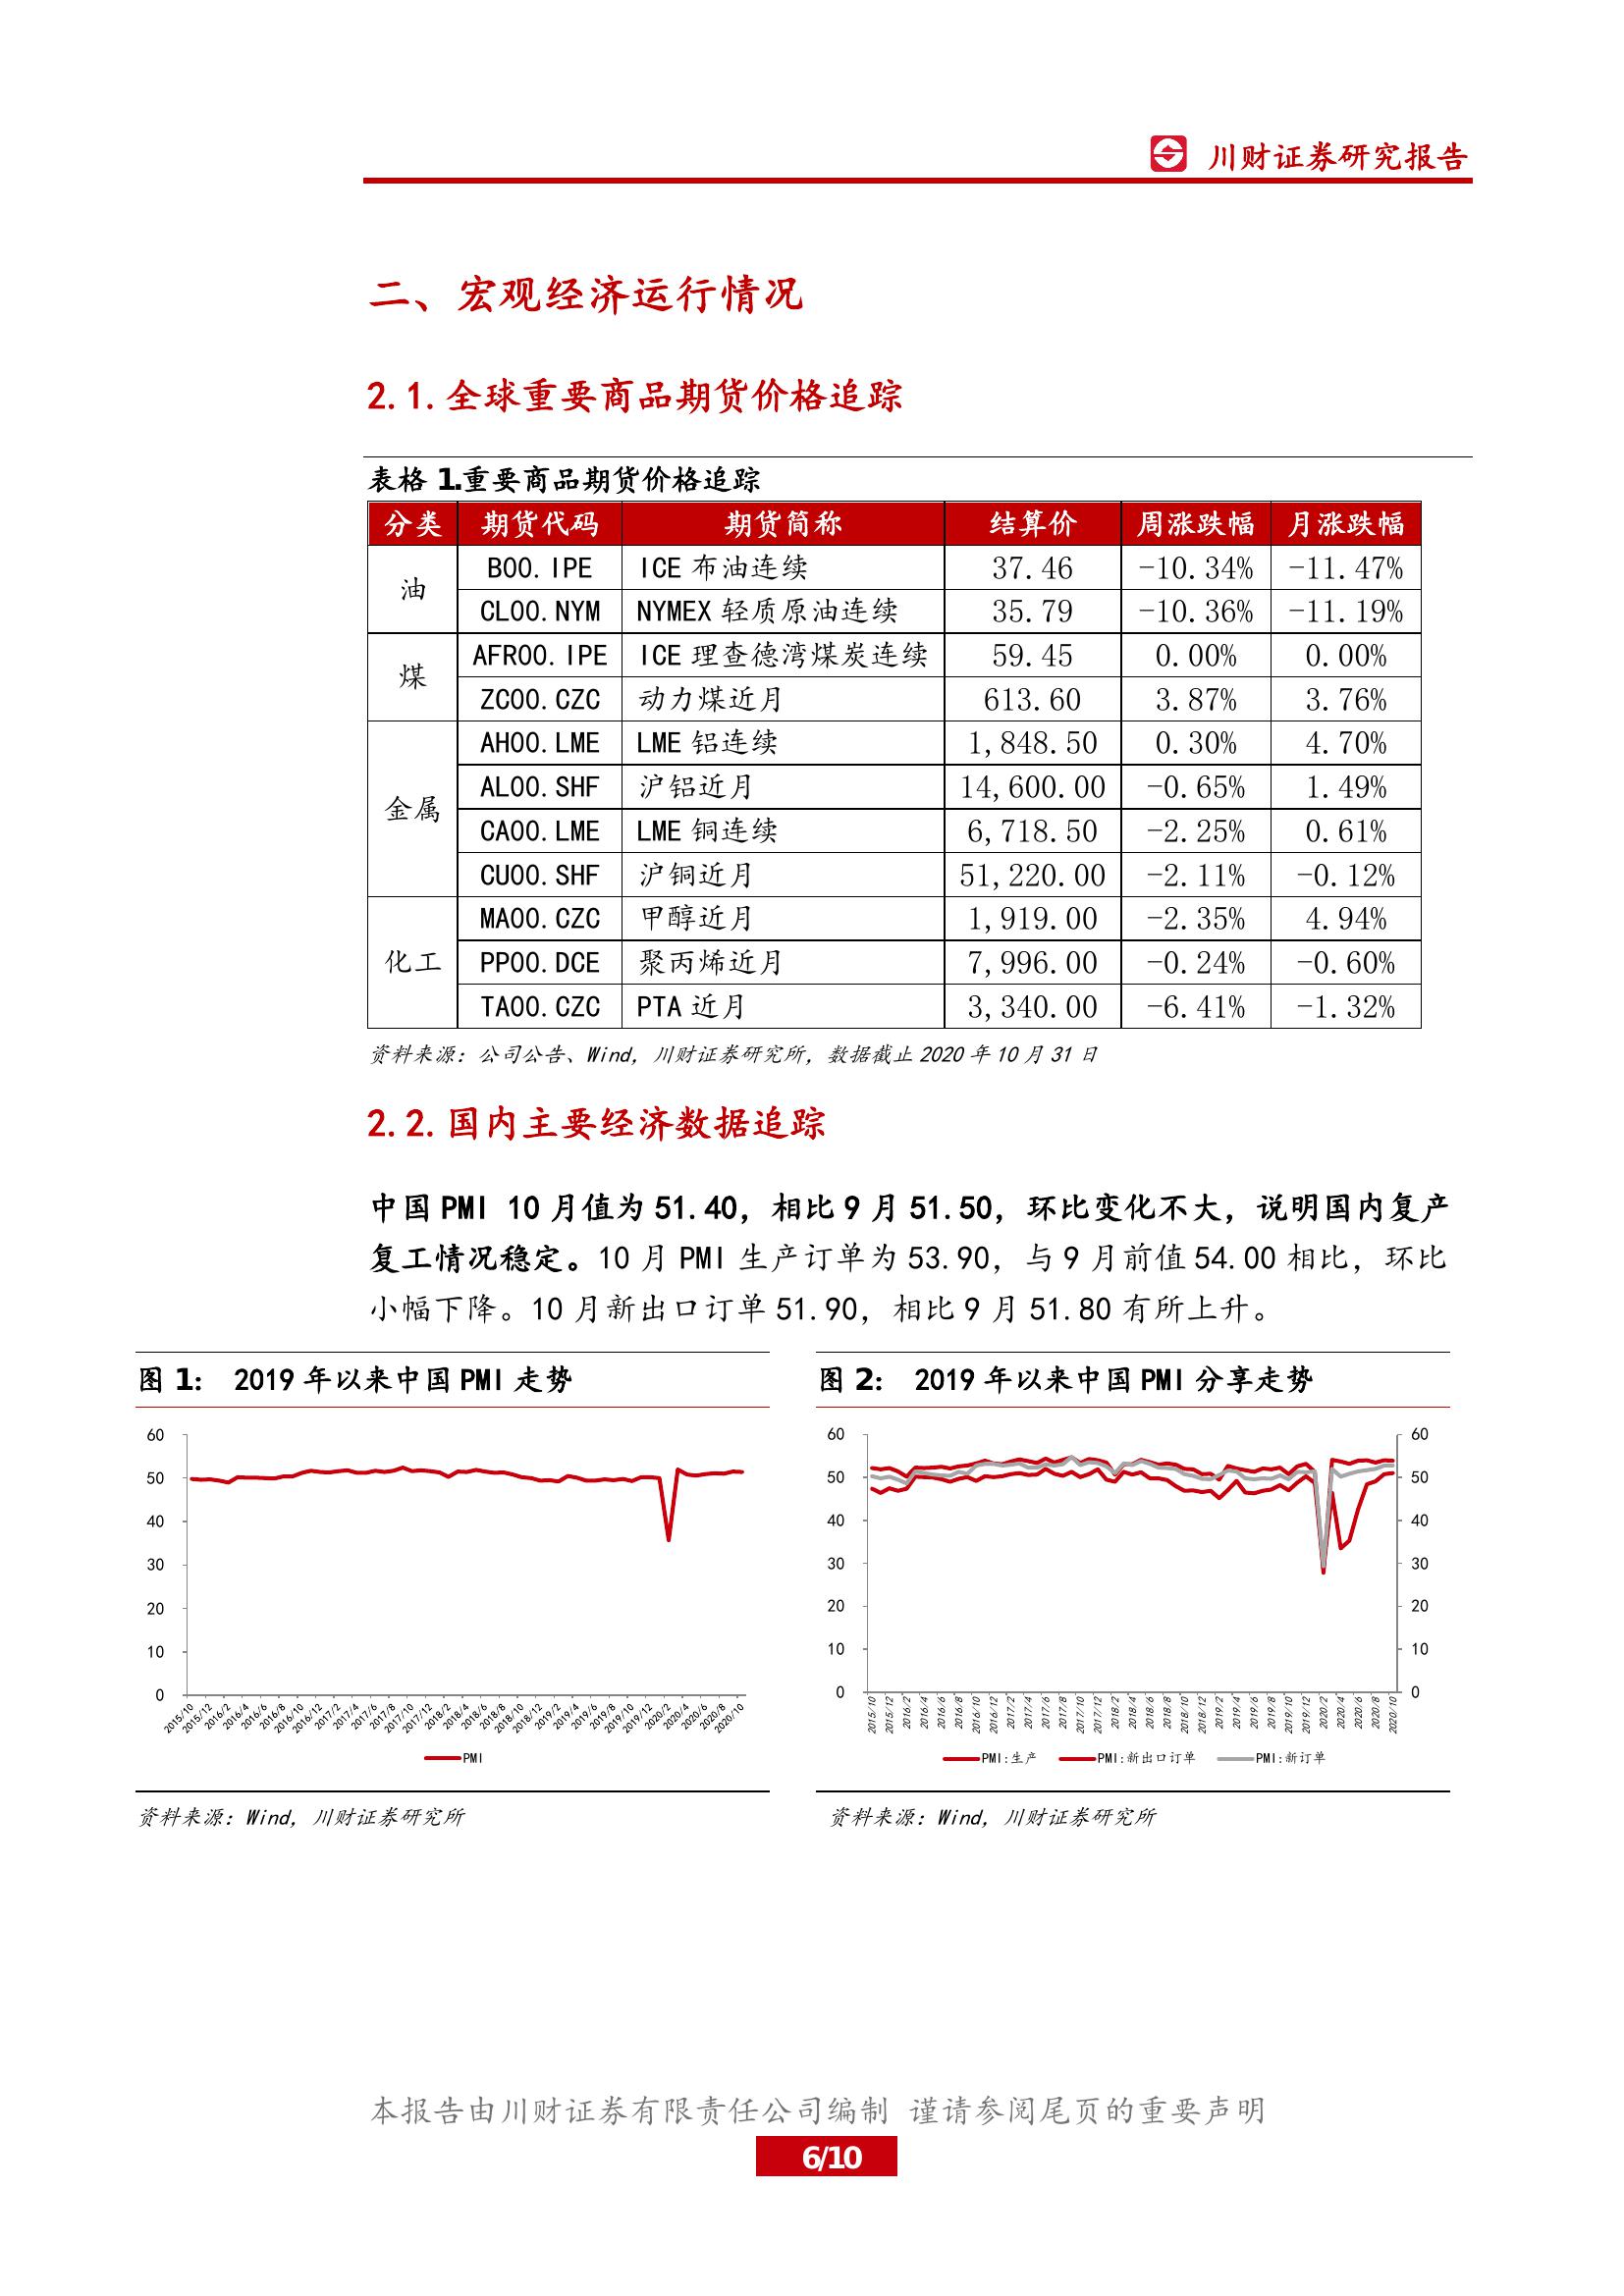 川财证券研究报告
二、宏观经济运行情况
2.1.全球重要商品期货价格追踪
表格 1.重要商品期货价格追踪
分类 期货代码 期货简称 结算价 周涨跌幅 月涨跌幅
油 B00.IPE ICE 布油连续 37.46 -10.34% -11.47%
CL00.NYM NYMEX 轻质原油连续 35.79 -10.36% -11.19%
煤 AFR00.IPE ICE 理查德湾煤炭连续 59.45 0.00% 0.00%
ZC00.CZC 动力煤近月 613.60 3.87% 3.76%
金属 AH00.LME LME 铝连续 1,848.50 0.30% 4.70%
AL00.SHF 沪铝近月 14,600.00 -0.65% 1.49%
CA00.LME LME 铜连续 6,718.50 -2.25% 0.61%
CU00.SHF 沪铜近月 51,220.00 -2.11% -0.12%
化工 MA00.CZC 甲醇近月 1,919.00 -2.35% 4.94%
PP00.DCE 聚丙烯近月 7,996.00 -0.24% -0.60%
TA00.CZC PTA 近月 3,340.00 -6.41% -1.32%
资料来源：公司公告、Wind，川财证券研究所，数据截止 2020 年 10 月 31 日
2.2.国内主要经济数据追踪
中国 PMI 10 月值为 51.40，相比 9 月 51.50，环比变化不大，说明国内复产
复工情况稳定。10 月 PMI 生产订单为 53.90，与 9 月前值 54.00 相比，环比
小幅下降。10 月新出口订单 51.90，相比 9 月 51.80 有所上升。
图 1： 2019 年以来中国 PMI 走势
60
50
40
30
20
10
0
2015/10 2015/12 2016/2 2016/4 2016/6 2016/8 2016/10 2016/12 2017/2 2017/4 2017/6 2017/8 2017/10 2017/12 2018/2 2018/4 2018/6 2018/8 2018/10 2018/12 2019/2 2019/4 2019/6 2019/8 2019/10 2019/12 2020/2 2020/4 2020/6 2020/8 2020/10
PMI
资料来源：Wind，川财证券研究所
图 2： 2019 年以来中国 PMI 分享走势
60 60
50 50
40 40
30 30
20 20
10 10
0 0
2015/10 2015/12 2016/2 2016/4 2016/6 2016/8 2016/10 2016/12 2017/2 2017/4 2017/6 2017/8 2017/10 2017/12 2018/2 2018/4 2018/6 2018/8 2018/10 2018/12 2019/2 2019/4 2019/6 2019/8 2019/10 2019/12 2020/2 2020/4 2020/6 2020/8 2020/10
PMI:生产 PMI:新出口订单 PMI:新订单
资料来源：Wind，川财证券研究所
本报告由川财证券有限责任公司编制 谨请参阅尾页的重要声明
6/10